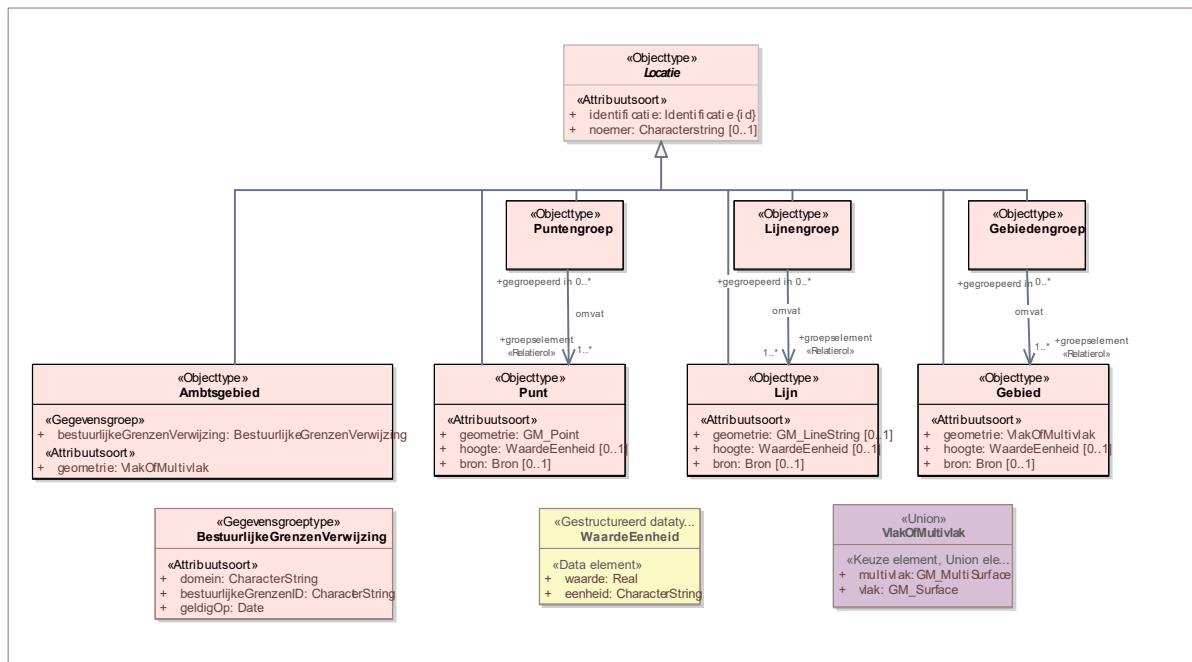 «Objecttype»
Locatie
«Attribuutsoort»
+ identificatie: Identificatie {id}
+ noemer: Characterstring [0..1]
«Objecttype»
Puntengroep
«Objecttype»
Lijnengroep
«Objecttype»
Gebiedengroep
+gegroepeerd in 0..*
+gegroepeerd in 0..*
+gegroepeerd in 0..*
omvat
omvat
omvat
+groepselement
«Relatierol»
1..*
+groepselement
1..*
«Relatierol»
+groepselement
1..*
«Relatierol»
«Objecttype»
Ambtsgebied
«Gegevensgroep»
+ bestuurlijkeGrenzenVerwijzing: BestuurlijkeGrenzenVerwijzing
«Attribuutsoort»
+ geometrie: VlakOfMultivlak
«Objecttype»
Punt
«Attribuutsoort»
+ geometrie: GM_Point
+ hoogte: WaardeEenheid [0..1]
+ bron: Bron [0..1]
«Objecttype»
Lijn
«Attribuutsoort»
+ geometrie: GM_LineString [0..1]
+ hoogte: WaardeEenheid [0..1]
+ bron: Bron [0..1]
«Objecttype»
Gebied
«Attribuutsoort»
+ geometrie: VlakOfMultivlak
+ hoogte: WaardeEenheid [0..1]
+ bron: Bron [0..1]
«Gegevensgroeptype»
BestuurlijkeGrenzenVerwijzing
«Attribuutsoort»
+ domein: CharacterString
+ bestuurlijkeGrenzenID: CharacterString
+ geldigOp: Date
«Gestructureerd dataty...
WaardeEenheid
«Data element»
+ waarde: Real
+ eenheid: CharacterString
«Union»
VlakOfMultivlak
«Keuze element, Union ele...
+ multivlak: GM_MultiSurface
+ vlak: GM_Surface